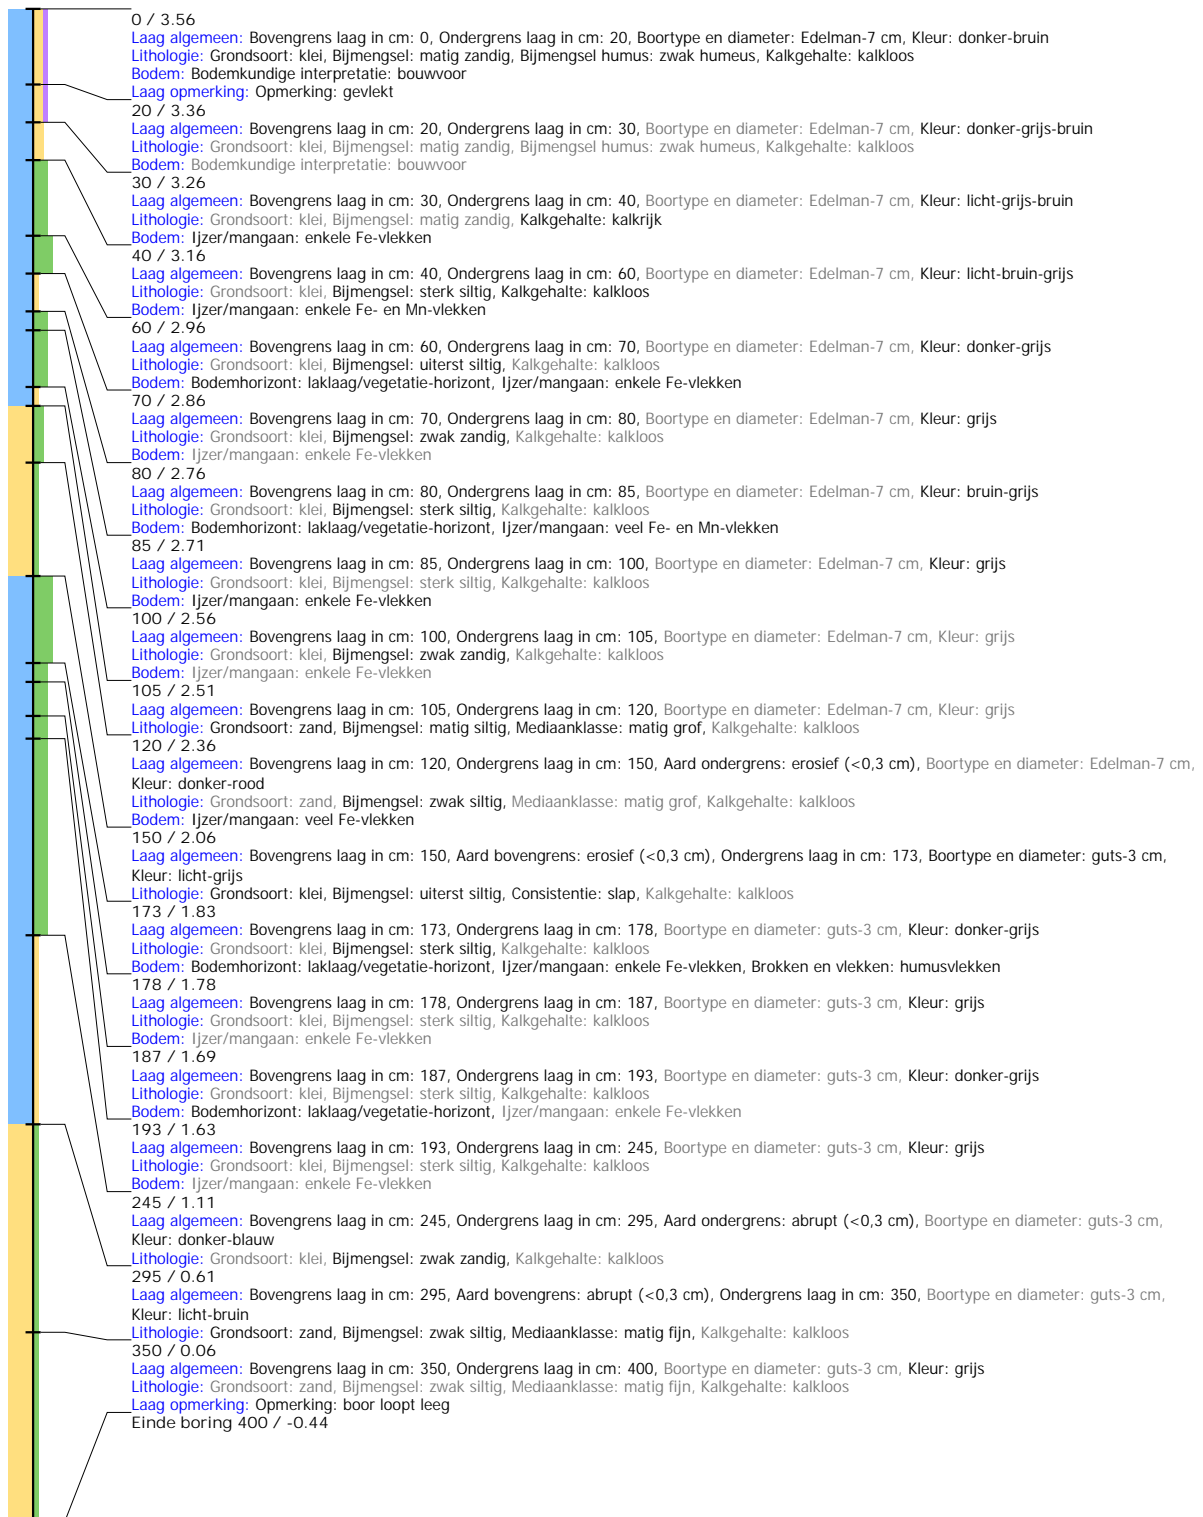 0 / 3.56
Laag algemeen: Bovengrens laag in cm: 0, Ondergrens laag in cm: 20, Boortype en diameter: Edelman-7 cm, Kleur: donker-bruin
Lithologie: Grondsoort: klei, Bijmengsel: matig zandig, Bijmengsel humus: zwak humeus, Kalkgehalte: kalkloos
Bodem: Bodemkundige interpretatie: bouwvoor
Laag opmerking: Opmerking: gevlekt
20 / 3.36
Laag algemeen: Bovengrens laag in cm: 20, Ondergrens laag in cm: 30, Boortype en diameter: Edelman-7 cm, Kleur: donker-grijs-bruin
Lithologie: Grondsoort: klei, Bijmengsel: matig zandig, Bijmengsel humus: zwak humeus, Kalkgehalte: kalkloos
Bodem: Bodemkundige interpretatie: bouwvoor
30 / 3.26
Laag algemeen: Bovengrens laag in cm: 30, Ondergrens laag in cm: 40, Boortype en diameter: Edelman-7 cm, Kleur: licht-grijs-bruin
Lithologie: Grondsoort: klei, Bijmengsel: matig zandig, Kalkgehalte: kalkrijk
Bodem: Ijzer/mangaan: enkele Fe-vlekken
40 / 3.16
Laag algemeen: Bovengrens laag in cm: 40, Ondergrens laag in cm: 60, Boortype en diameter: Edelman-7 cm, Kleur: licht-bruin-grijs
Lithologie: Grondsoort: klei, Bijmengsel: sterk siltig, Kalkgehalte: kalkloos
Bodem: Ijzer/mangaan: enkele Fe- en Mn-vlekken
60 / 2.96
Laag algemeen: Bovengrens laag in cm: 60, Ondergrens laag in cm: 70, Boortype en diameter: Edelman-7 cm, Kleur: donker-grijs
Lithologie: Grondsoort: klei, Bijmengsel: uiterst siltig, Kalkgehalte: kalkloos
Bodem: Bodemhorizont: laklaag/vegetatie-horizont, Ijzer/mangaan: enkele Fe-vlekken
70 / 2.86
Laag algemeen: Bovengrens laag in cm: 70, Ondergrens laag in cm: 80, Boortype en diameter: Edelman-7 cm, Kleur: grijs
Lithologie: Grondsoort: klei, Bijmengsel: zwak zandig, Kalkgehalte: kalkloos
Bodem: Ijzer/mangaan: enkele Fe-vlekken
80 / 2.76
Laag algemeen: Bovengrens laag in cm: 80, Ondergrens laag in cm: 85, Boortype en diameter: Edelman-7 cm, Kleur: bruin-grijs
Lithologie: Grondsoort: klei, Bijmengsel: sterk siltig, Kalkgehalte: kalkloos
Bodem: Bodemhorizont: laklaag/vegetatie-horizont, Ijzer/mangaan: veel Fe- en Mn-vlekken
85 / 2.71
Laag algemeen: Bovengrens laag in cm: 85, Ondergrens laag in cm: 100, Boortype en diameter: Edelman-7 cm, Kleur: grijs
Lithologie: Grondsoort: klei, Bijmengsel: sterk siltig, Kalkgehalte: kalkloos
Bodem: Ijzer/mangaan: enkele Fe-vlekken
100 / 2.56
Laag algemeen: Bovengrens laag in cm: 100, Ondergrens laag in cm: 105, Boortype en diameter: Edelman-7 cm, Kleur: grijs
Lithologie: Grondsoort: klei, Bijmengsel: zwak zandig, Kalkgehalte: kalkloos
Bodem: Ijzer/mangaan: enkele Fe-vlekken
105 / 2.51
Laag algemeen: Bovengrens laag in cm: 105, Ondergrens laag in cm: 120, Boortype en diameter: Edelman-7 cm, Kleur: grijs
Lithologie: Grondsoort: zand, Bijmengsel: matig siltig, Mediaanklasse: matig grof, Kalkgehalte: kalkloos
120 / 2.36
Laag algemeen: Bovengrens laag in cm: 120, Ondergrens laag in cm: 150, Aard ondergrens: erosief (<0,3 cm), Boortype en diameter: Edelman-7 cm,
Kleur: donker-rood
Lithologie: Grondsoort: zand, Bijmengsel: zwak siltig, Mediaanklasse: matig grof, Kalkgehalte: kalkloos
Bodem: Ijzer/mangaan: veel Fe-vlekken
150 / 2.06
Laag algemeen: Bovengrens laag in cm: 150, Aard bovengrens: erosief (<0,3 cm), Ondergrens laag in cm: 173, Boortype en diameter: guts-3 cm,
Kleur: licht-grijs
Lithologie: Grondsoort: klei, Bijmengsel: uiterst siltig, Consistentie: slap, Kalkgehalte: kalkloos
173 / 1.83
Laag algemeen: Bovengrens laag in cm: 173, Ondergrens laag in cm: 178, Boortype en diameter: guts-3 cm, Kleur: donker-grijs
Lithologie: Grondsoort: klei, Bijmengsel: sterk siltig, Kalkgehalte: kalkloos
Bodem: Bodemhorizont: laklaag/vegetatie-horizont, Ijzer/mangaan: enkele Fe-vlekken, Brokken en vlekken: humusvlekken
178 / 1.78
Laag algemeen: Bovengrens laag in cm: 178, Ondergrens laag in cm: 187, Boortype en diameter: guts-3 cm, Kleur: grijs
Lithologie: Grondsoort: klei, Bijmengsel: sterk siltig, Kalkgehalte: kalkloos
Bodem: Ijzer/mangaan: enkele Fe-vlekken
187 / 1.69
Laag algemeen: Bovengrens laag in cm: 187, Ondergrens laag in cm: 193, Boortype en diameter: guts-3 cm, Kleur: donker-grijs
Lithologie: Grondsoort: klei, Bijmengsel: sterk siltig, Kalkgehalte: kalkloos
Bodem: Bodemhorizont: laklaag/vegetatie-horizont, Ijzer/mangaan: enkele Fe-vlekken
193 / 1.63
Laag algemeen: Bovengrens laag in cm: 193, Ondergrens laag in cm: 245, Boortype en diameter: guts-3 cm, Kleur: grijs
Lithologie: Grondsoort: klei, Bijmengsel: sterk siltig, Kalkgehalte: kalkloos
Bodem: Ijzer/mangaan: enkele Fe-vlekken
245 / 1.11
Laag algemeen: Bovengrens laag in cm: 245, Ondergrens laag in cm: 295, Aard ondergrens: abrupt (<0,3 cm), Boortype en diameter: guts-3 cm,
Kleur: donker-blauw
Lithologie: Grondsoort: klei, Bijmengsel: zwak zandig, Kalkgehalte: kalkloos
295 / 0.61
Laag algemeen: Bovengrens laag in cm: 295, Aard bovengrens: abrupt (<0,3 cm), Ondergrens laag in cm: 350, Boortype en diameter: guts-3 cm,
Kleur: licht-bruin
Lithologie: Grondsoort: zand, Bijmengsel: zwak siltig, Mediaanklasse: matig fijn, Kalkgehalte: kalkloos
350 / 0.06
Laag algemeen: Bovengrens laag in cm: 350, Ondergrens laag in cm: 400, Boortype en diameter: guts-3 cm, Kleur: grijs
Lithologie: Grondsoort: zand, Bijmengsel: zwak siltig, Mediaanklasse: matig fijn, Kalkgehalte: kalkloos
Laag opmerking: Opmerking: boor loopt leeg
Einde boring 400 / -0.44